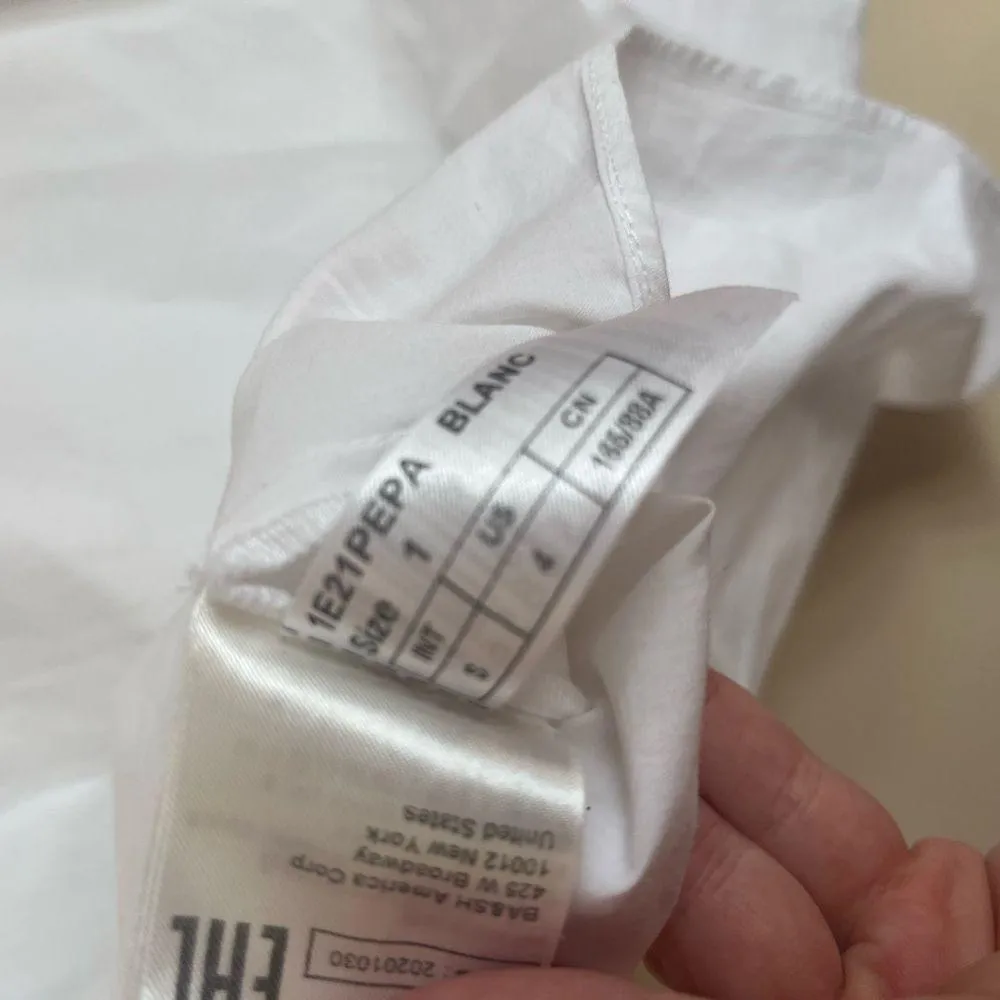 1E21PEPA BLANC
Size 1
INT US CN
S 4 165/88A
BA&SH America Corp
425 W Broadway
10012 New York
United States
EAC
: 20201030